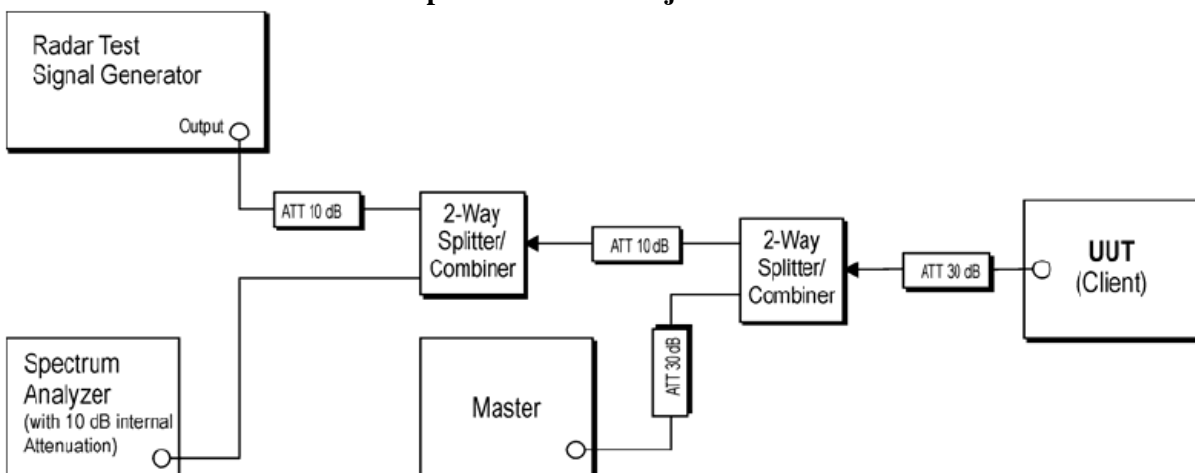 Radar Test
Signal Generator
Output
ATT 10 dB
2-Way
Splitter/
Combiner
ATT 10 dB
2-Way
Splitter/
Combiner
ATT 30 dB
UUT
(Client)
Spectrum
Analyzer
(with 10 dB internal
Attenuation)
Master
ATT 30 dB